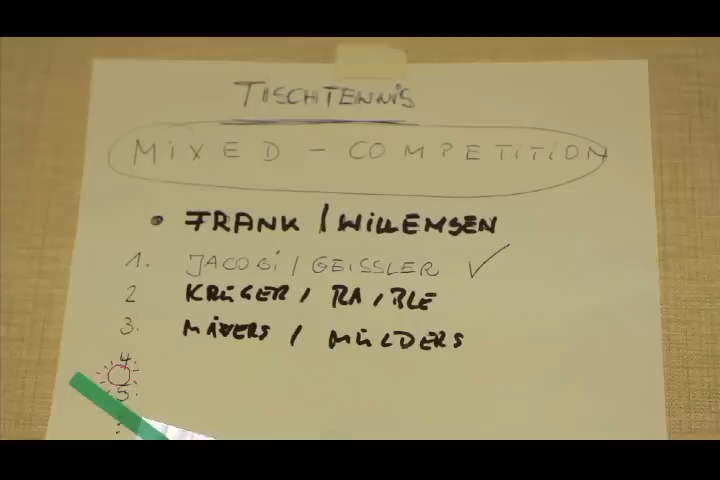 TISCHTENNIS
MIXED - COMPETITION
• FRANK / WILLEMSEN
1. JACOBI / GEISSLER ✓
2 KRÜGER / RAIBLE
3. MÄVERS / MÜLDERS
4
5